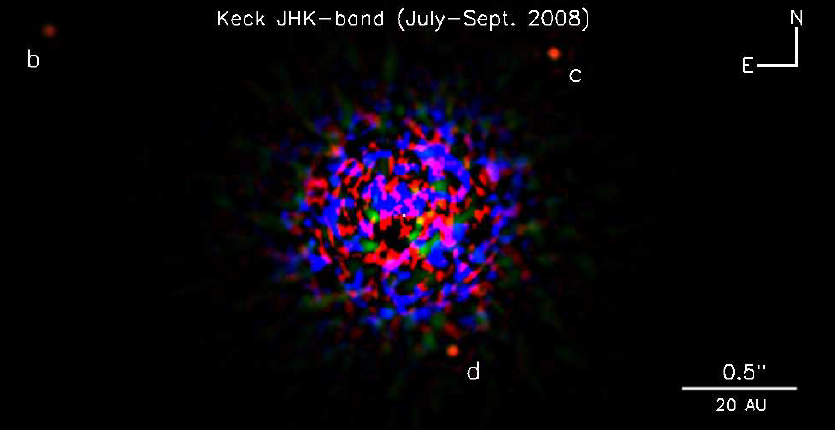 Keck JHK-band (July-Sept. 2008)
N
E
b
c
d
0.5"
20 AU